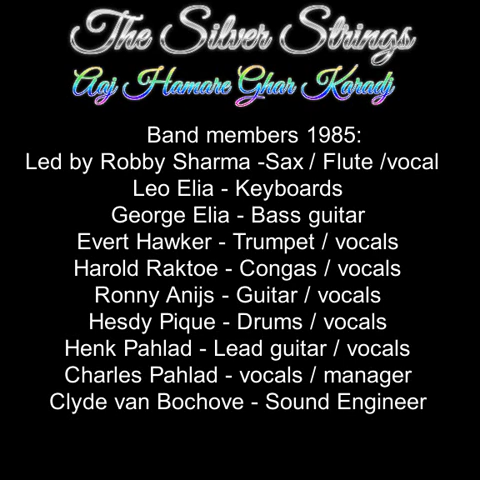 The Silver Strings
Aaj Hamare Ghar Karadj
Band members 1985:
Led by Robby Sharma -Sax / Flute /vocal
Leo Elia - Keyboards
George Elia - Bass guitar
Evert Hawker - Trumpet / vocals
Harold Raktoe - Congas / vocals
Ronny Anijs - Guitar / vocals
Hesdy Pique - Drums / vocals
Henk Pahlad - Lead guitar / vocals
Charles Pahlad - vocals / manager
Clyde van Bochove - Sound Engineer